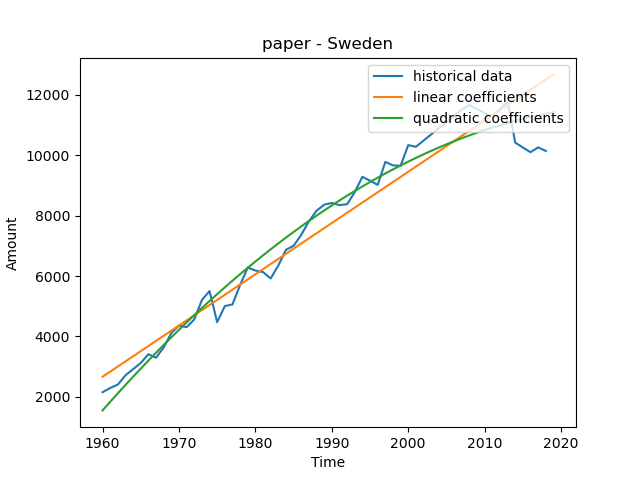 paper - Sweden
historical data
linear coefficients
quadratic coefficients
12000
10000
8000
6000
4000
2000
Amount
1960 1970 1980 1990 2000 2010 2020
Time